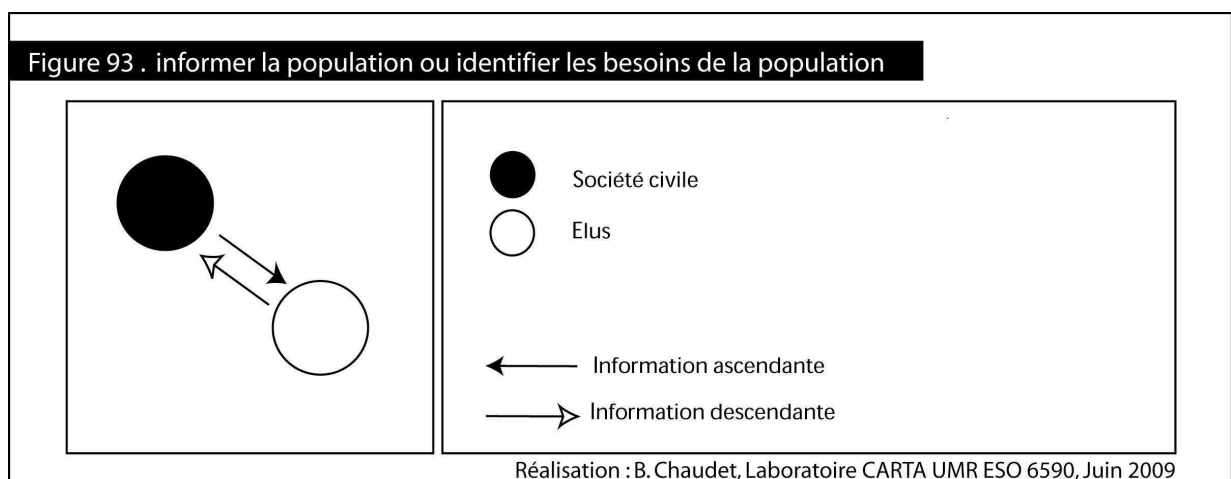 Figure 93 . informer la population ou identifier les besoins de la population
Société civile
Elus
Information ascendante
Information descendante
Réalisation : B. Chaudet, Laboratoire CARTA UMR ESO 6590, Juin 2009